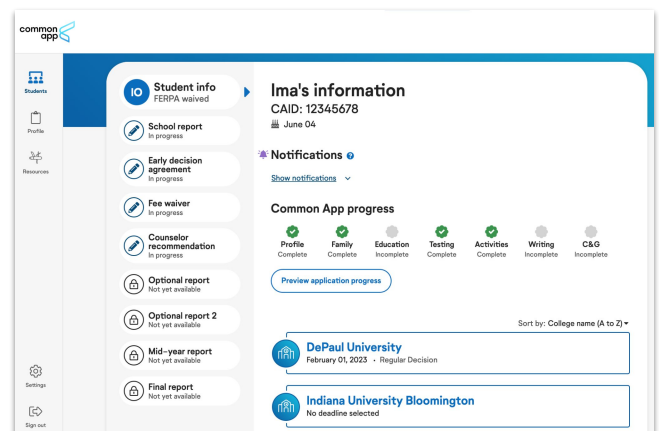 common
app
Students
Profile
Resources
Settings
Sign out
IO
Student info
FERPA waived
School report
In progress
Early decision
agreement
In progress
Fee waiver
In progress
Counselor
recommendation
In progress
Optional report
Not yet available
Optional report 2
Not yet available
Mid-year report
Not yet available
Final report
Not yet available
Ima's information
CAID: 12345678
June 04
Notifications ?
Show notifications
Common App progress
Profile
Complete
Family
Complete
Education
Incomplete
Testing
Complete
Activities
Complete
Writing
Incomplete
C&G
Incomplete
Preview application progress
Sort by: College name (A to Z)
DePaul University
February 01, 2023 • Regular Decision
Indiana University Bloomington
No deadline selected